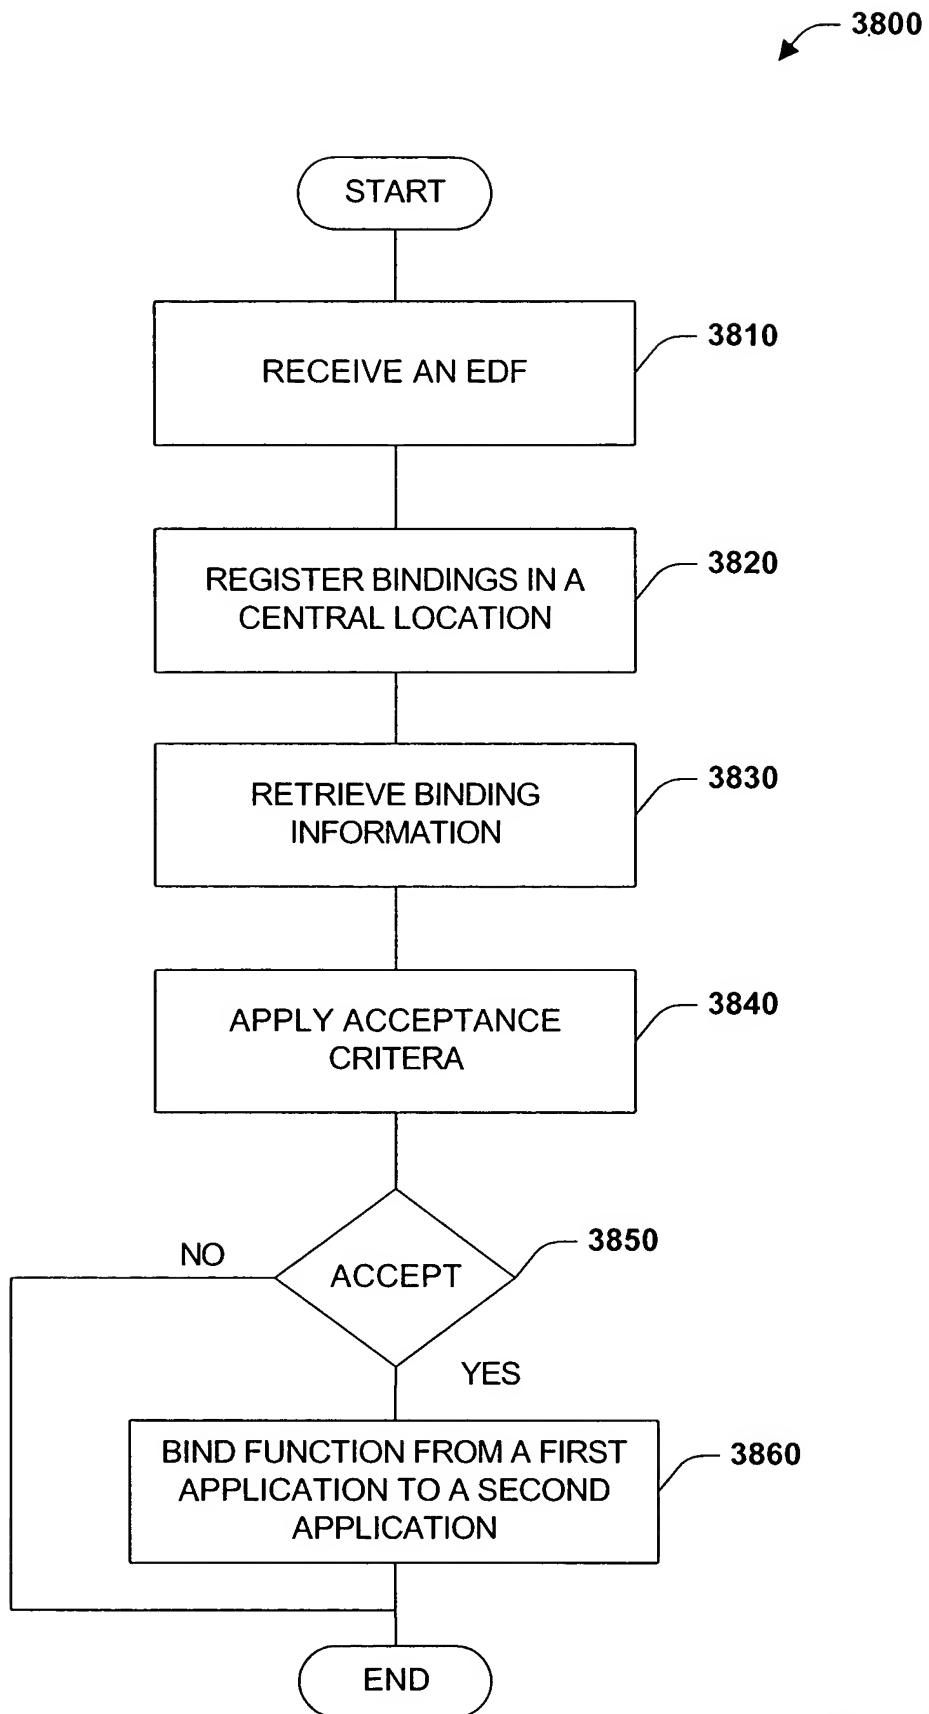 3800
START
RECEIVE AN EDF
3810
REGISTER BINDINGS IN A
CENTRAL LOCATION
3820
RETRIEVE BINDING
INFORMATION
3830
APPLY ACCEPTANCE
CRITERA
3840
NO
ACCEPT
3850
YES
BIND FUNCTION FROM A FIRST
APPLICATION TO A SECOND
APPLICATION
3860
END